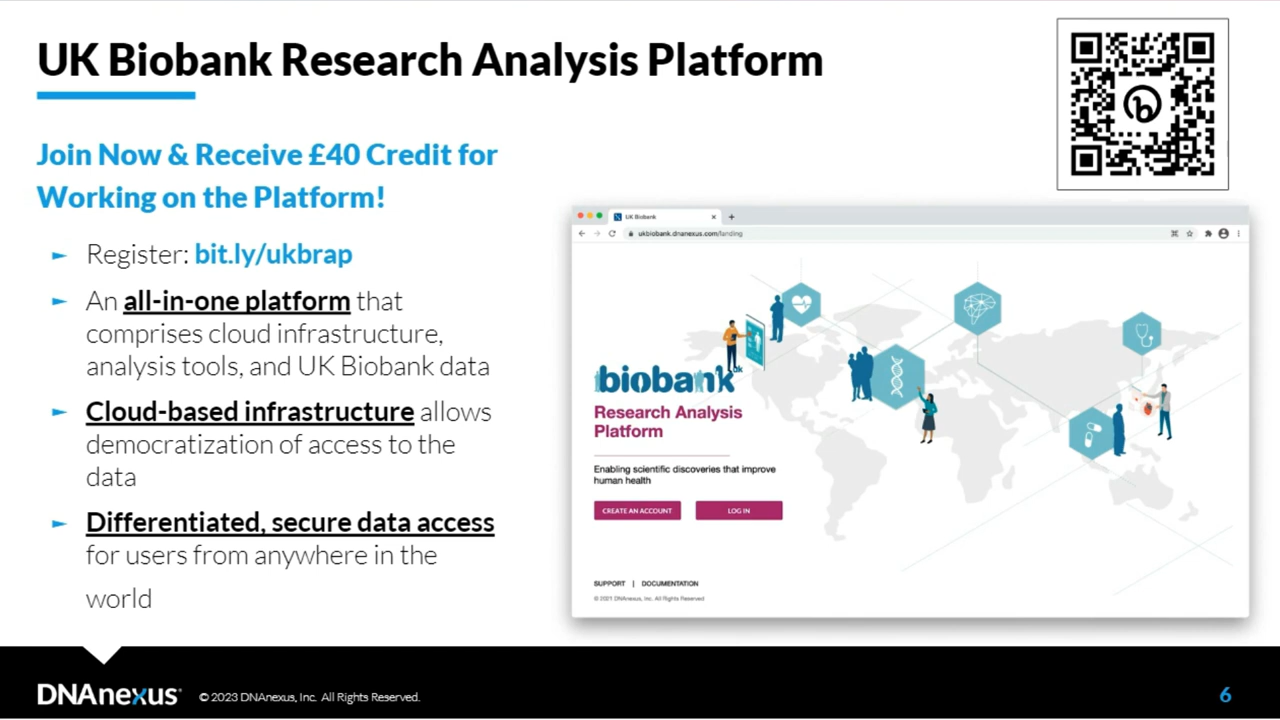 UK Biobank Research Analysis Platform
Join Now & Receive £40 Credit for
Working on the Platform!
► Register: bit.ly/ukbrap
► An all-in-one platform that
comprises cloud infrastructure,
analysis tools, and UK Biobank data
► Cloud-based infrastructure allows
democratization of access to the
data
► Differentiated, secure data access
for users from anywhere in the
world
UK Biobank
ukbiobank.dnanexus.com/landing
biobank uk
Research Analysis
Platform
Enabling scientific discoveries that improve
human health
CREATE AN ACCOUNT
LOG IN
SUPPORT | DOCUMENTATION
© 2021 DNAnexus, Inc. All Rights Reserved
DNAnexus
© 2023 DNAnexus, Inc. All Rights Reserved.
6